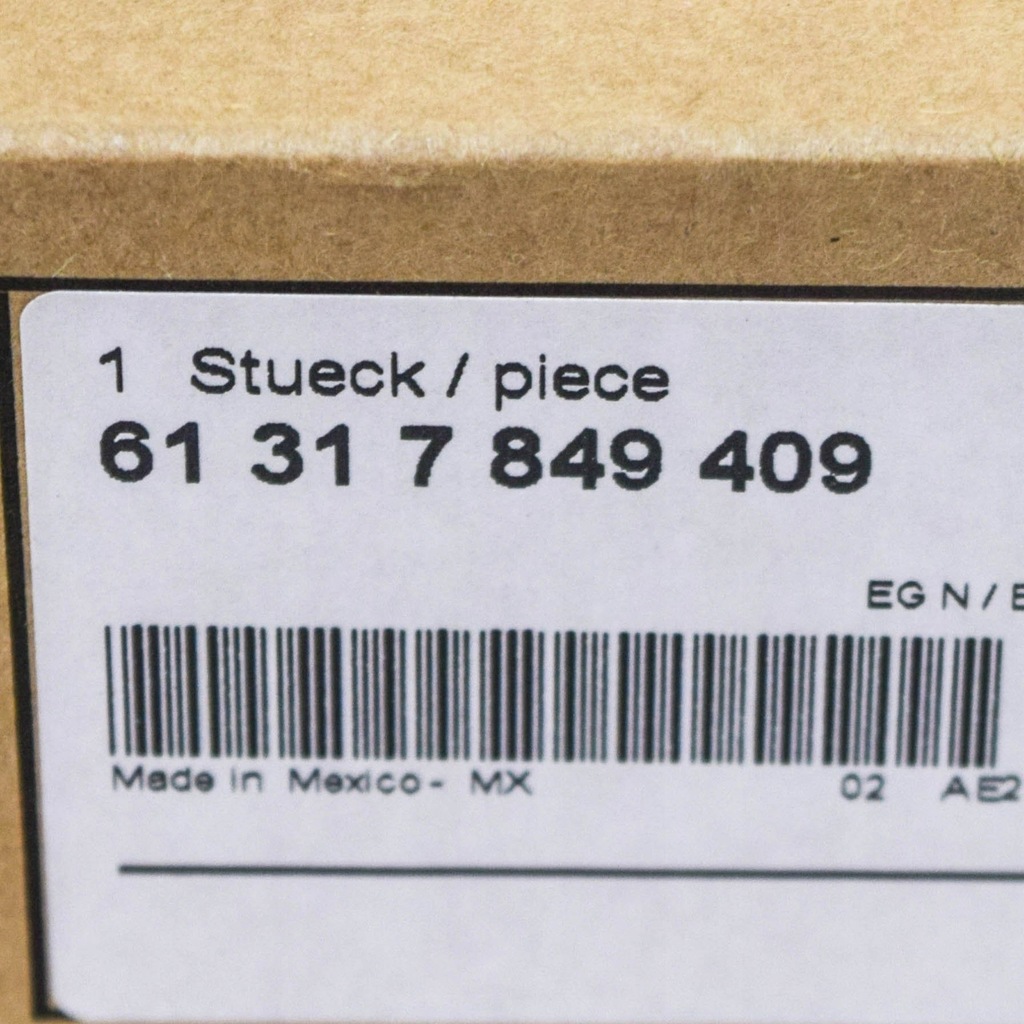 1 Stueck / piece
61 31 7 849 409
EG N / E
Made in Mexico- MX 02 AE2